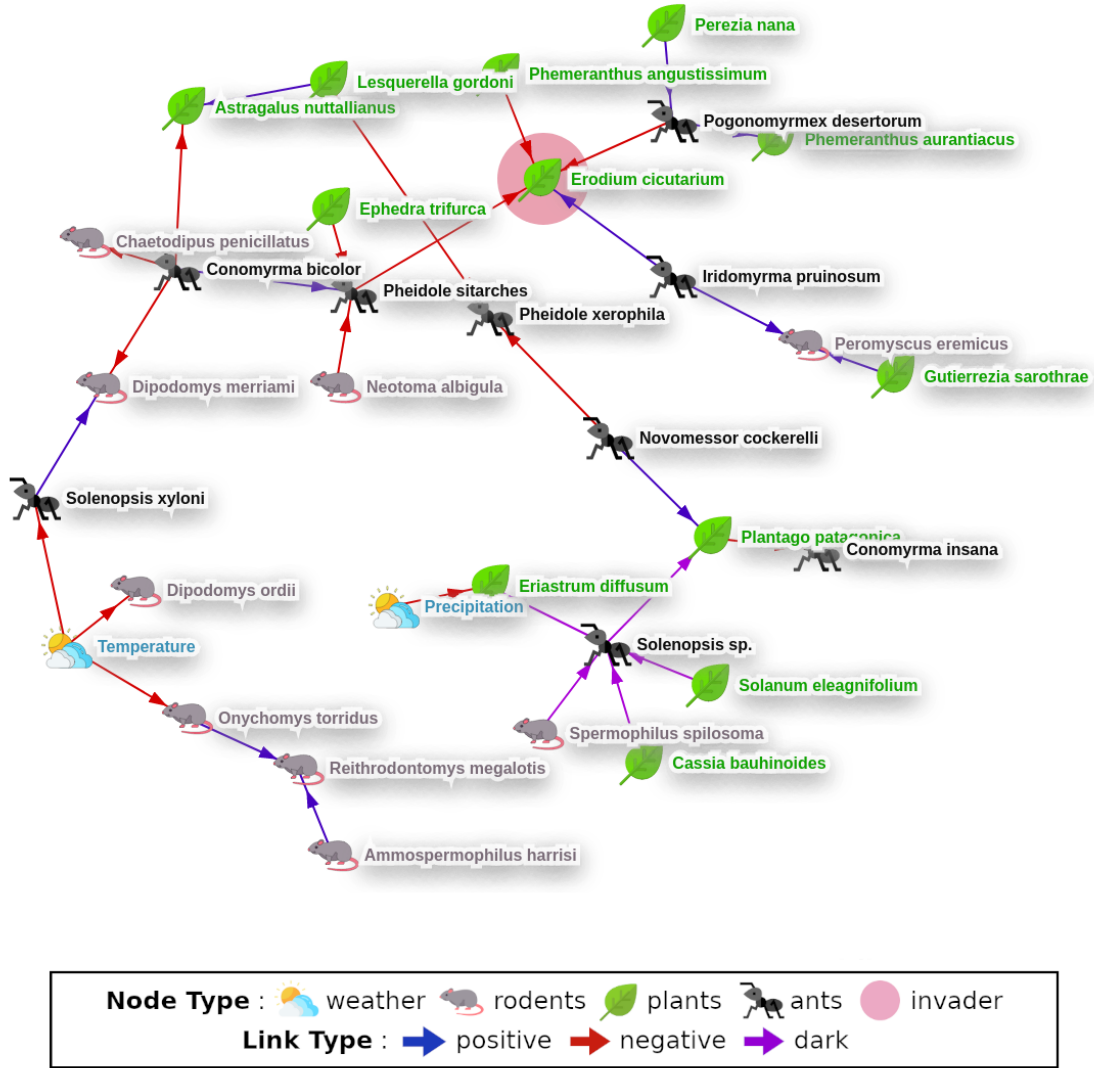 Perezia nana
Phemeranthus angustissimum
Lesquerella gordoni
Astragalus nuttallianus
Pogonomyrmex desertorum
Phemeranthus aurantiacus
Erodium cicutarium
Ephedra trifurca
Chaetodipus penicillatus
Conomyrma bicolor
Iridomyrma pruinosum
Pheidole sitarches
Pheidole xerophila
Peromyscus eremicus
Gutierrezia sarothrae
Dipodomys merriami
Neotoma albigula
Novomessor cockerelli
Solenopsis xyloni
Plantago patagonica
Conomyrma insana
Dipodomys ordii
Eriastrum diffusum
Precipitation
Temperature
Solenopsis sp.
Solanum eleagnifolium
Onychomys torridus
Spermophilus spilosoma
Reithrodontomys megalotis
Cassia bauhinoides
Ammospermophilus harrisi
Node Type : weather rodents plants ants invader
Link Type : positive negative dark